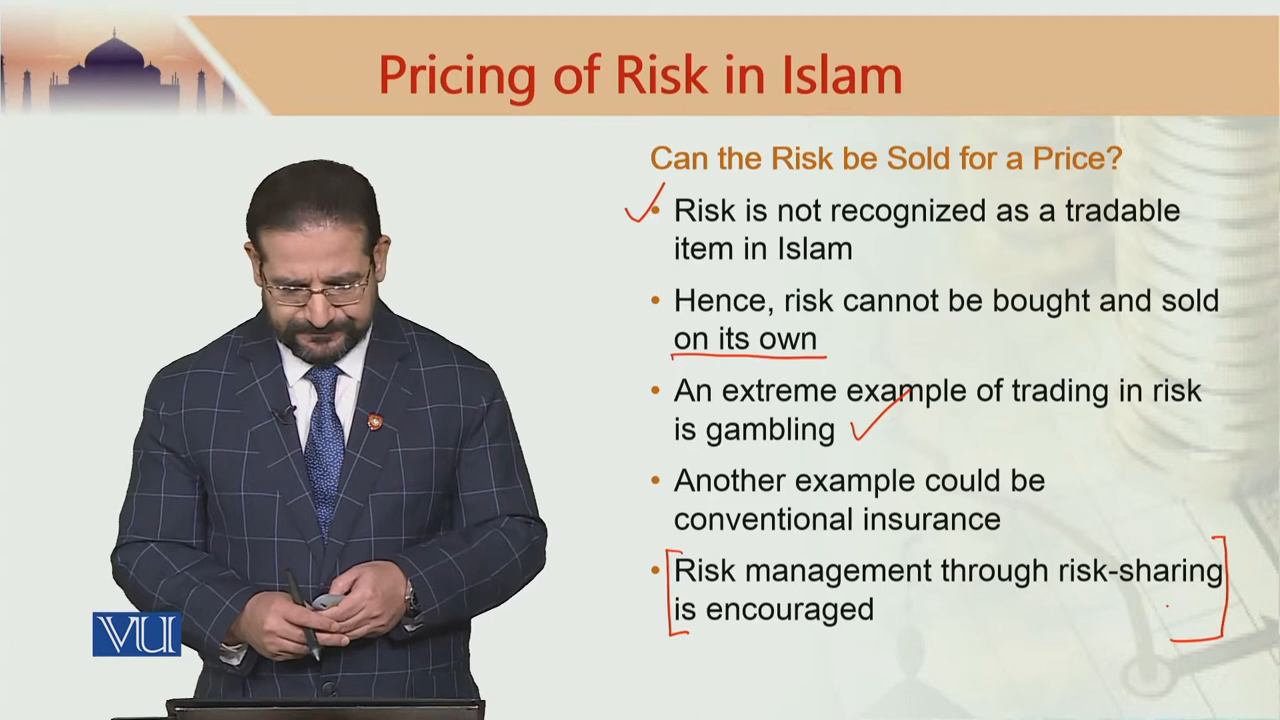 Pricing of Risk in Islam
Can the Risk be Sold for a Price?
• Risk is not recognized as a tradable
item in Islam
• Hence, risk cannot be bought and sold
on its own
• An extreme example of trading in risk
is gambling
• Another example could be
conventional insurance
• Risk management through risk-sharing
is encouraged
VU